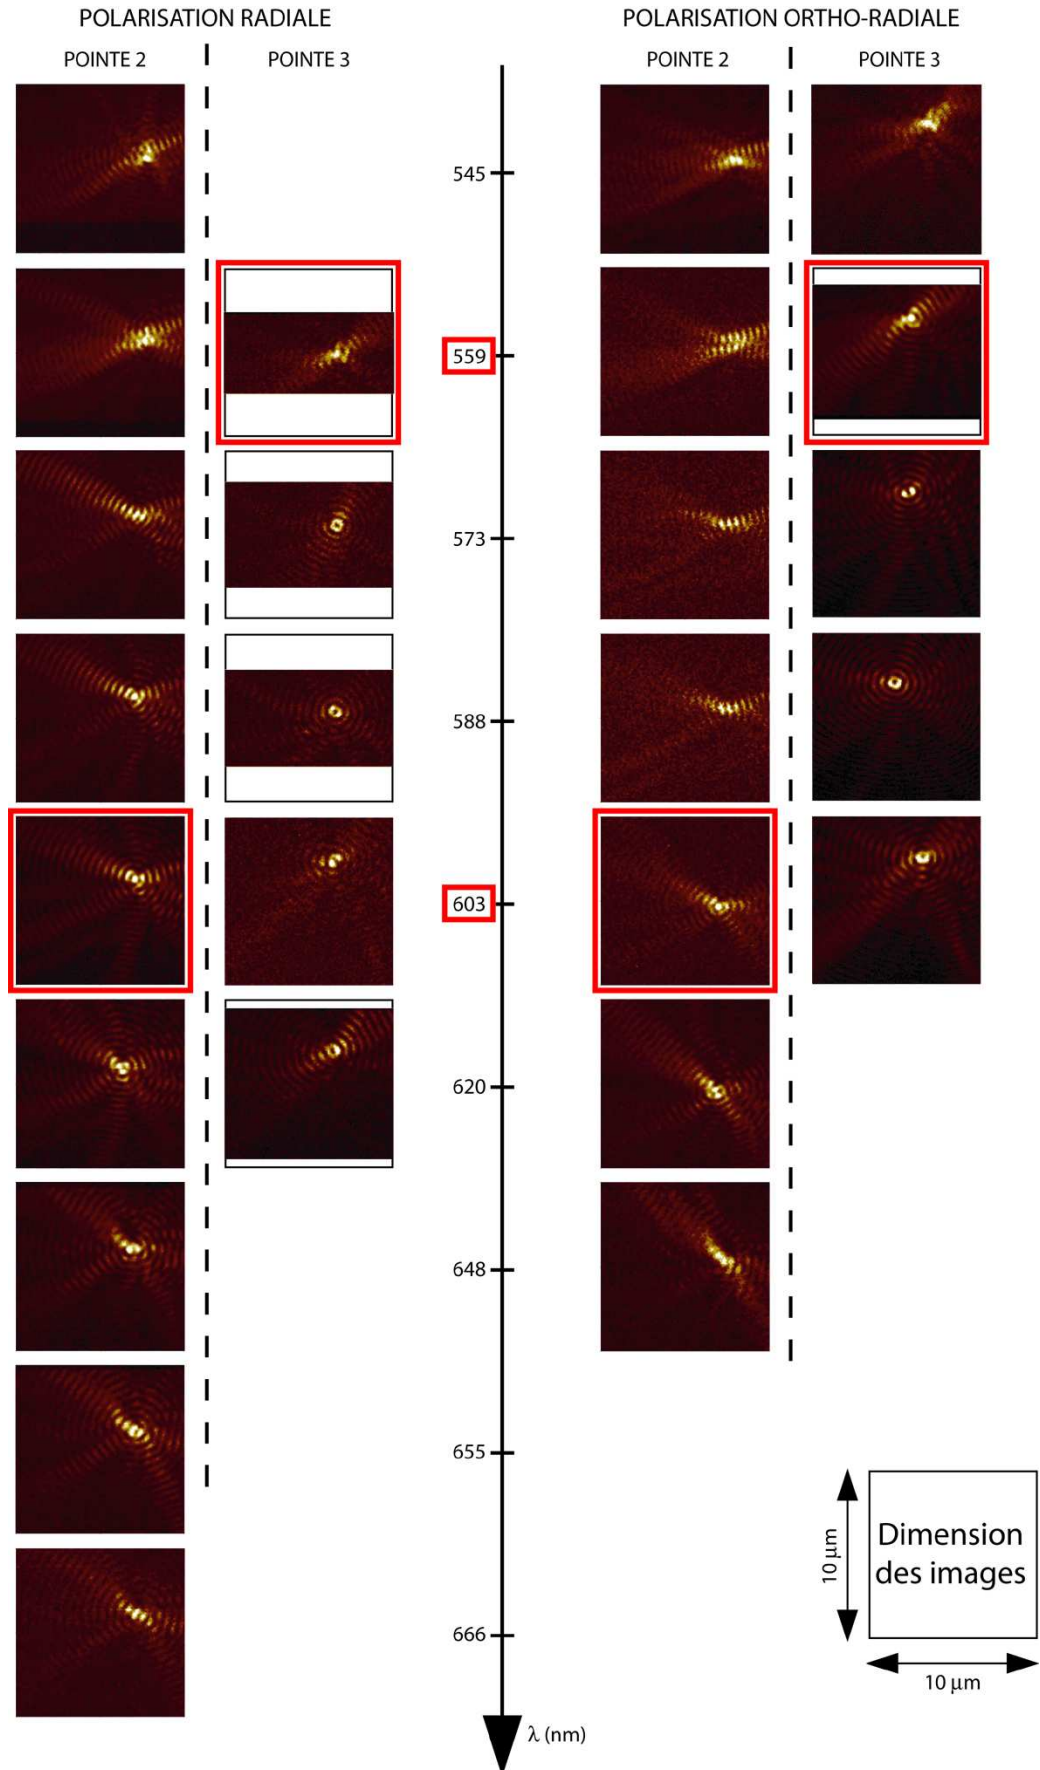 POLARISATION RADIALE
POLARISATION ORTHO-RADIALE
POINTE 2
POINTE 3
POINTE 2
POINTE 3
545
559
573
588
603
620
648
655
666
λ (nm)
10 µm
Dimension
des images
10 µm